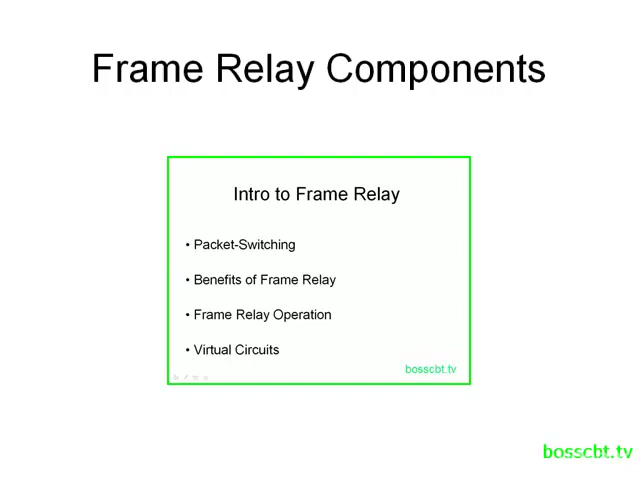 Frame Relay Components
Intro to Frame Relay
• Packet-Switching
• Benefits of Frame Relay
• Frame Relay Operation
• Virtual Circuits
bosscbt.tv
bosscbt.tv